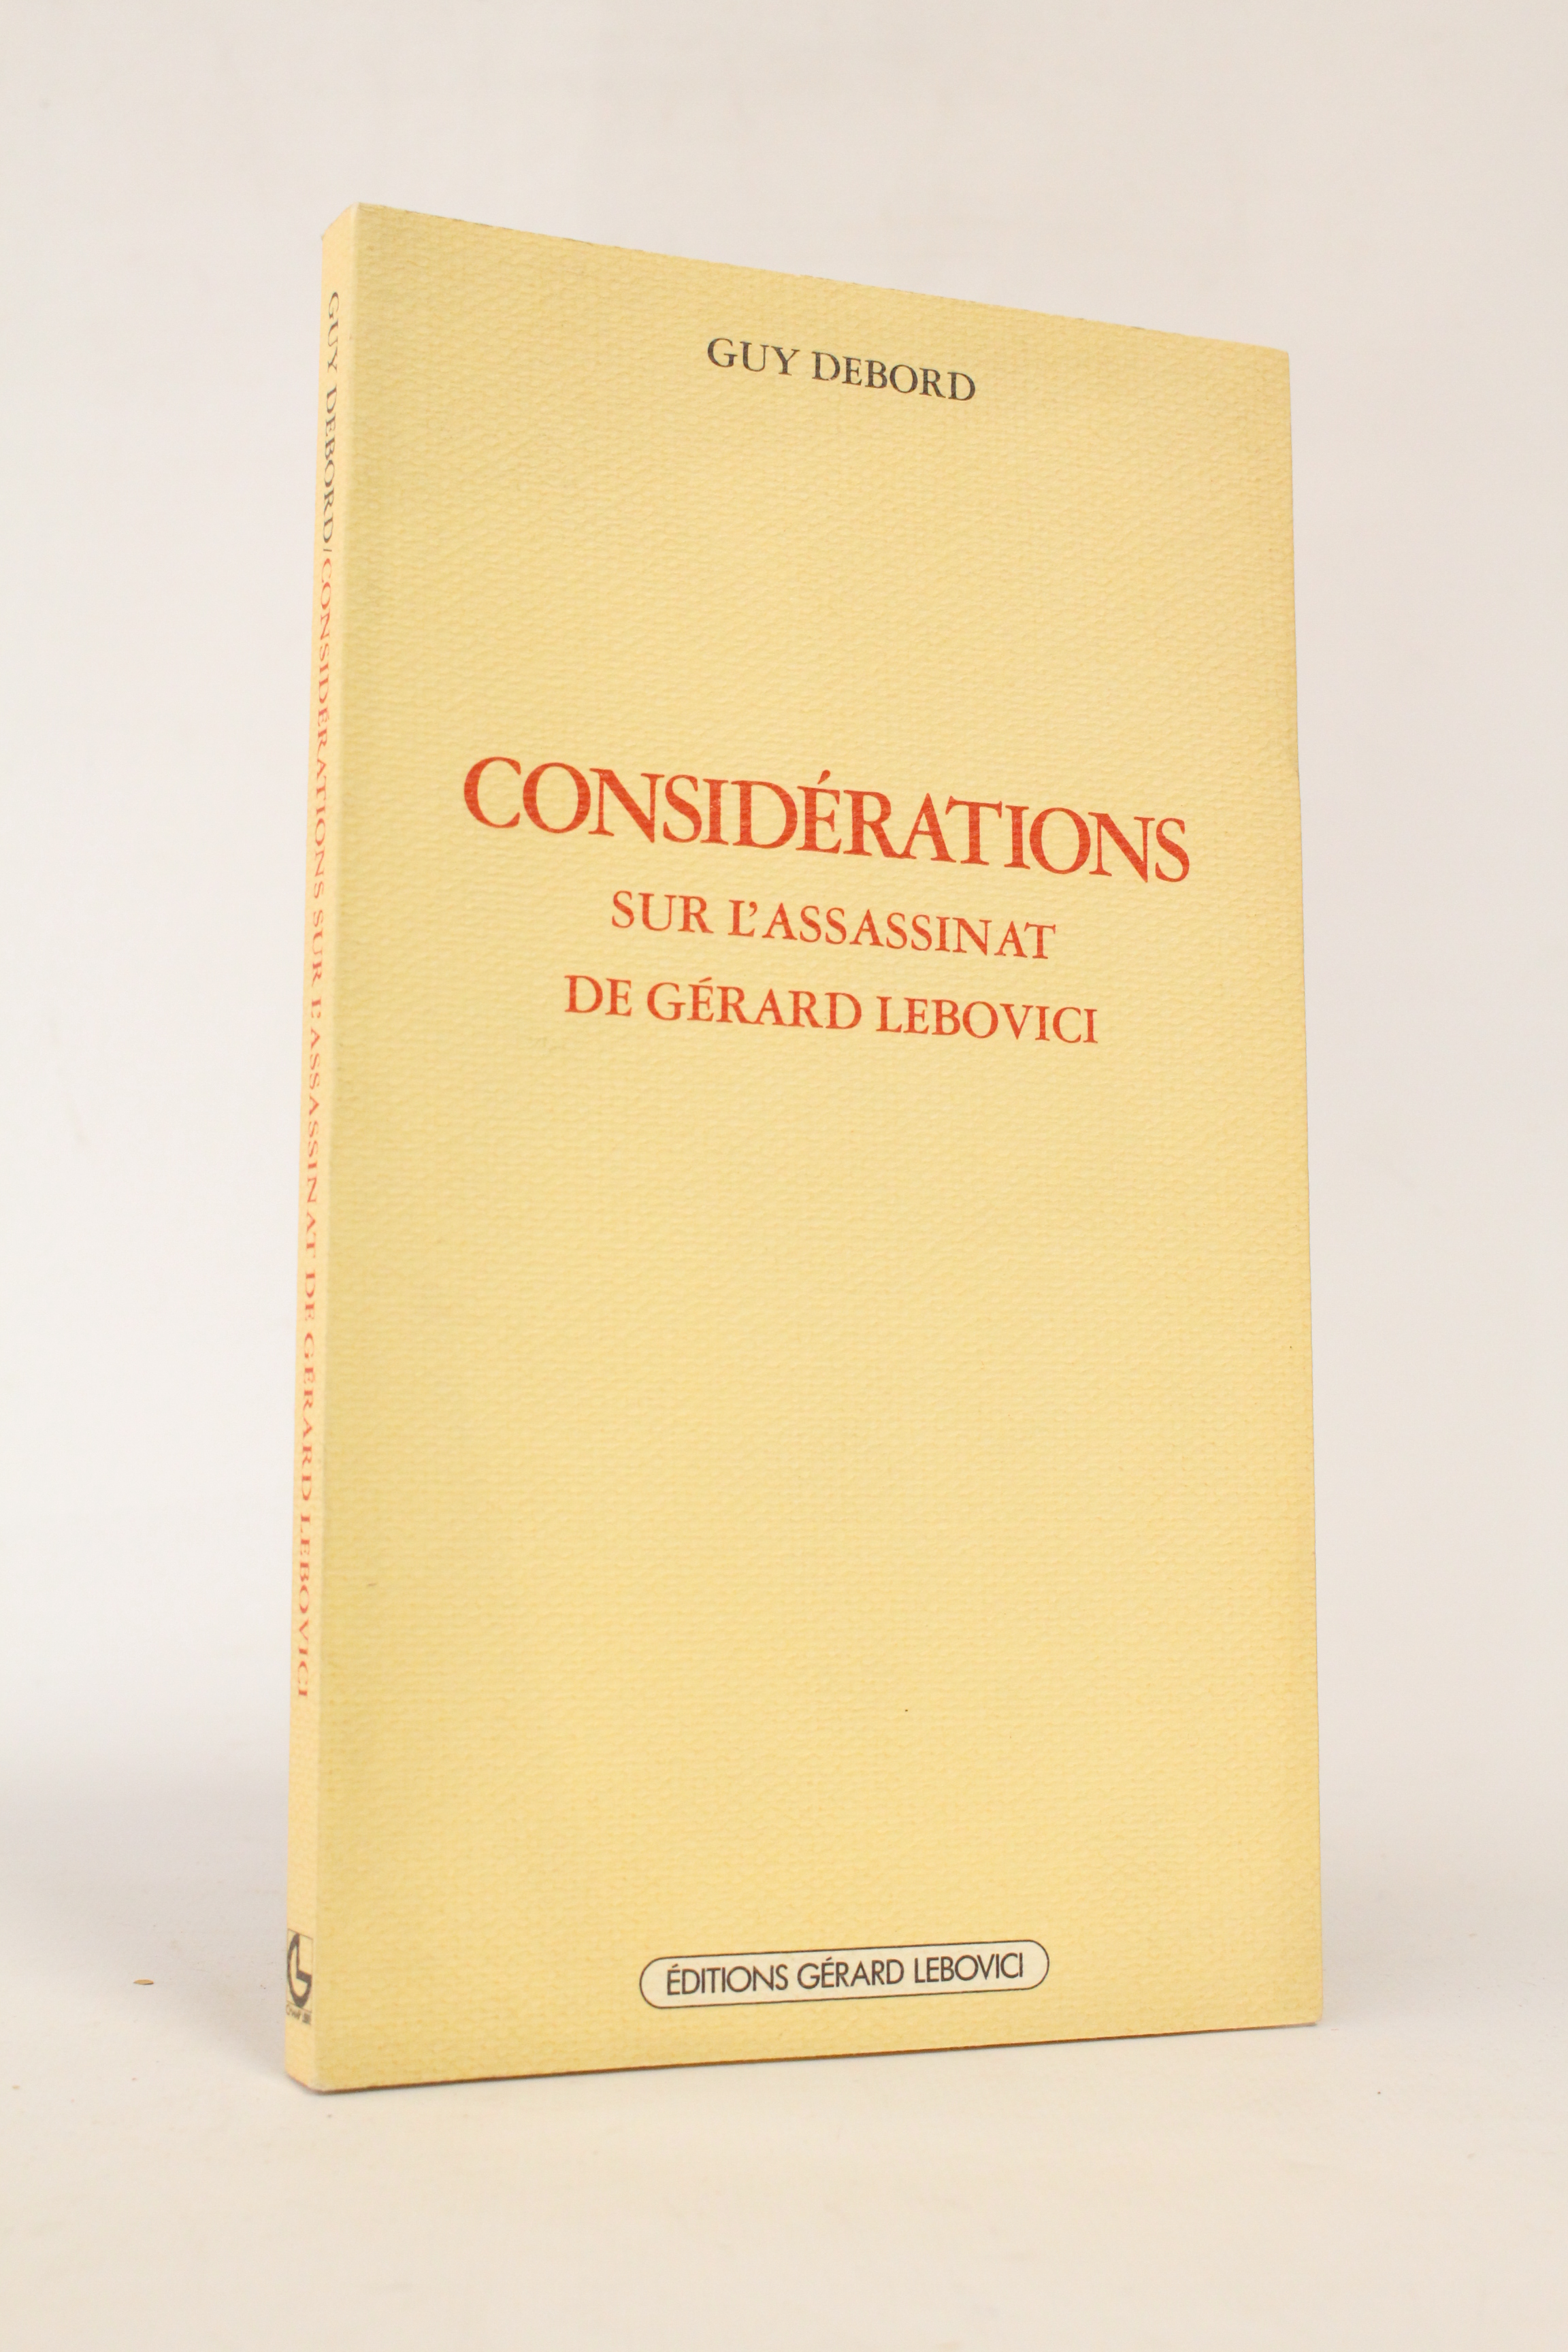 GUY DEBORD
CONSIDÉRATIONS
SUR L'ASSASSINAT
DE GÉRARD LEBOVICI
ÉDITIONS GÉRARD LEBOVICI
GUY DEBORD/CONSIDÉRATIONS SUR L'ASSASSINAT DE GÉRARD LEBOVICI